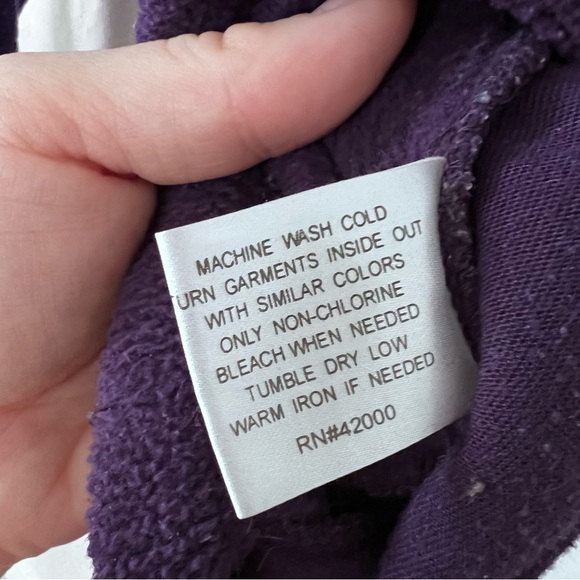 MACHINE WASH COLD
TURN GARMENTS INSIDE OUT
WITH SIMILAR COLORS
ONLY NON-CHLORINE
BLEACH WHEN NEEDED
TUMBLE DRY LOW
WARM IRON IF NEEDED
RN#42000